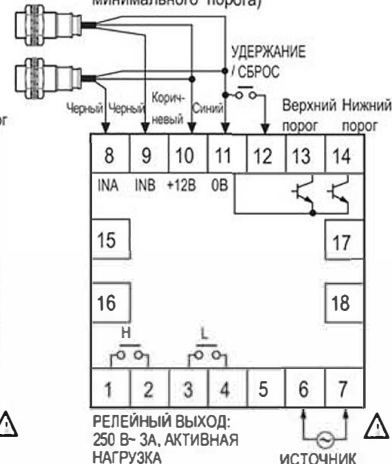 минимального порога)
УДЕРЖАНИЕ
/ СБРОС
Черный Черный Корич-
невый Синий
Верхний Нижний
порог порог
8 9 10 11 12 13 14
INA INB +12В 0В
15 17
16 18
H L
1 2 3 4 5 6 7
РЕЛЕЙНЫЙ ВЫХОД:
250 В~ 3А, АКТИВНАЯ
НАГРУЗКА
ИСТОЧНИК